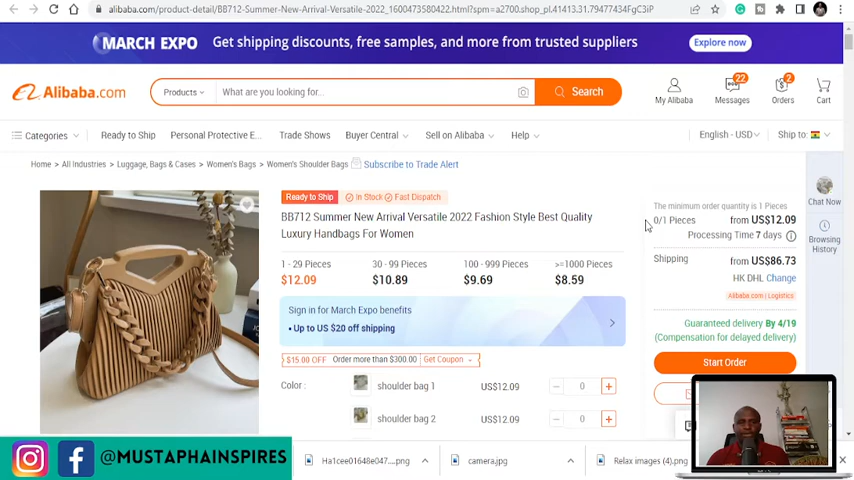 alibaba.com/product-detail/BB712-Summer-New-Arrival-Versatile-2022_1600473580422.html?spm=a2700.shop_pl.41413.31.79477434FgC3iP
MARCH EXPO Get shipping discounts, free samples, and more from trusted suppliers Explore now
Alibaba.com Products What are you looking for... Search My Alibaba 22 Messages 2 Orders Cart
Categories Ready to Ship Personal Protective E... Trade Shows Buyer Central Sell on Alibaba Help English - USD Ship to:
Home > All Industries > Luggage, Bags & Cases > Women's Bags > Women's Shoulder Bags Subscribe to Trade Alert
Ready to Ship In Stock Fast Dispatch
BB712 Summer New Arrival Versatile 2022 Fashion Style Best Quality
Luxury Handbags For Women
1 - 29 Pieces 30 - 99 Pieces 100 - 999 Pieces >=1000 Pieces
$12.09 $10.89 $9.69 $8.59
Sign in for March Expo benefits
• Up to US $20 off shipping
$15.00 OFF Order more than $300.00 Get Coupon
Color : shoulder bag 1 US$12.09 0
shoulder bag 2 US$12.09 0
The minimum order quantity is 1 Pieces
0/1 Pieces from US$12.09
Processing Time 7 days
Shipping from US$86.73
HK DHL Change
Alibaba.com | Logistics
Guaranteed delivery By 4/19
(Compensation for delayed delivery)
Start Order
Chat Now
Browsing
History
@MUSTAPHAINSPIRES
Ha1cee01648e047....png camera.jpg Relax images (4).png